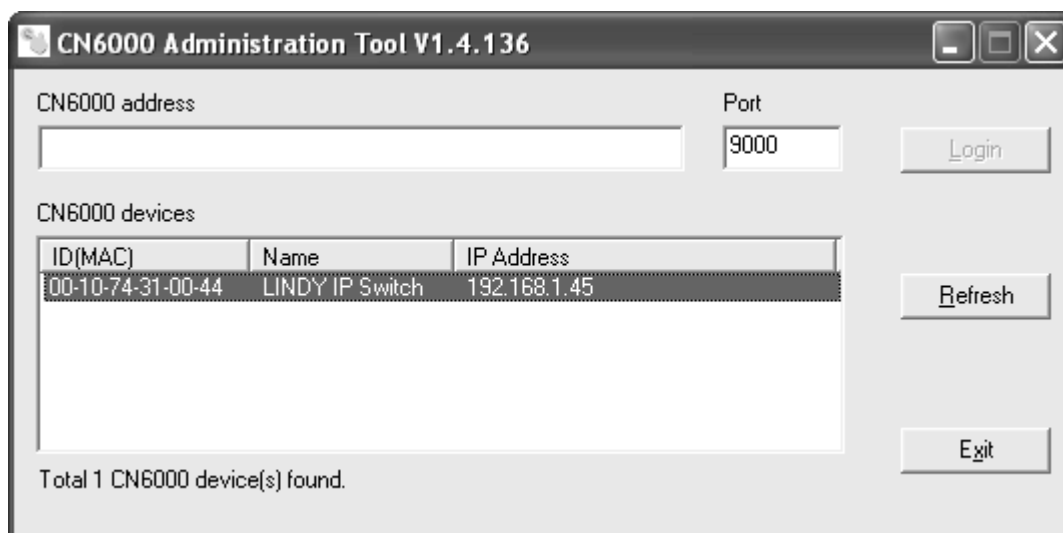 CN6000 Administration Tool V1.4.136
CN6000 address Port
9000 Login
CN6000 devices
ID(MAC) Name IP Address
00-10-74-31-00-44 LINDY IP Switch 192.168.1.45
Refresh
Exit
Total 1 CN6000 device(s) found.